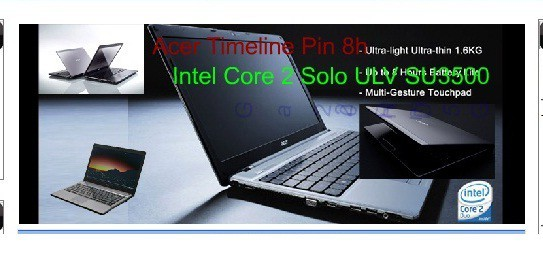 Acer Timeline Pin 8h
- Ultra-light Ultra-thin 1.6KG
Intel Core 2 Solo ULV SU3500
- Up to 8 Hours Battery Life
- Multi-Gesture Touchpad
acer
intel
Core 2